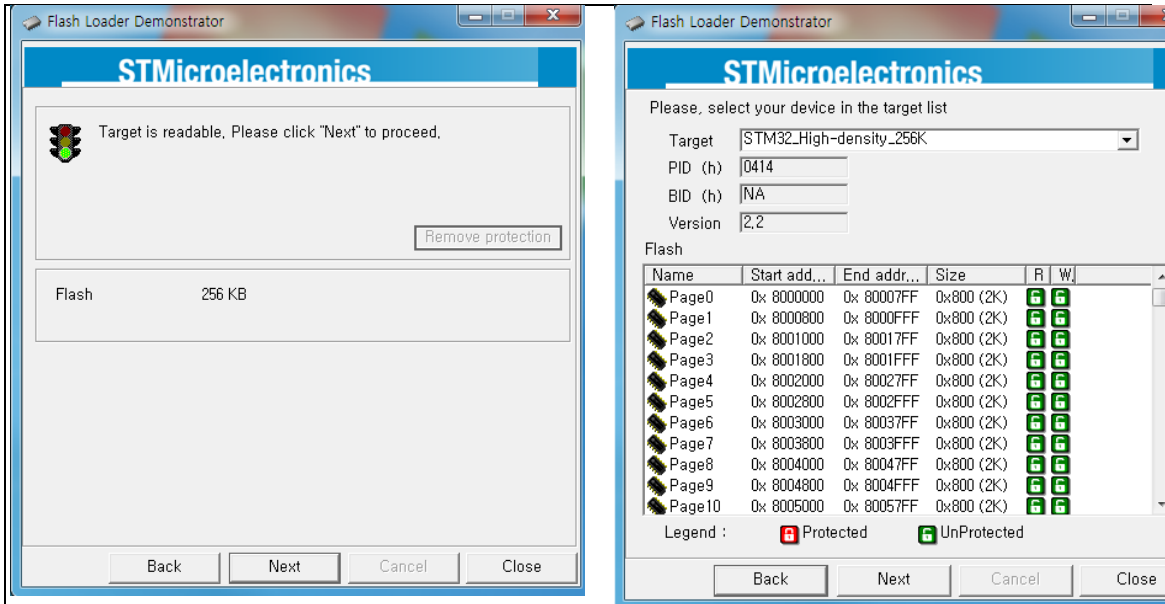 Flash Loader Demonstrator
STMicroelectronics
Target is readable, Please click "Next" to proceed,
Remove protection
Flash 256 KB
Back Next Cancel Close
Flash Loader Demonstrator
STMicroelectronics
Please, select your device in the target list
Target STM32_High-density_256K
PID (h) 0414
BID (h) NA
Version 2,2
Flash
Name Start add,,, End addr,,, Size R W,
Page0 0x 8000000 0x 80007FF 0x800 (2K)
Page1 0x 8000800 0x 8000FFF 0x800 (2K)
Page2 0x 8001000 0x 80017FF 0x800 (2K)
Page3 0x 8001800 0x 8001FFF 0x800 (2K)
Page4 0x 8002000 0x 80027FF 0x800 (2K)
Page5 0x 8002800 0x 8002FFF 0x800 (2K)
Page6 0x 8003000 0x 80037FF 0x800 (2K)
Page7 0x 8003800 0x 8003FFF 0x800 (2K)
Page8 0x 8004000 0x 80047FF 0x800 (2K)
Page9 0x 8004800 0x 8004FFF 0x800 (2K)
Page10 0x 8005000 0x 80057FF 0x800 (2K)
Legend : Protected UnProtected
Back Next Cancel Close